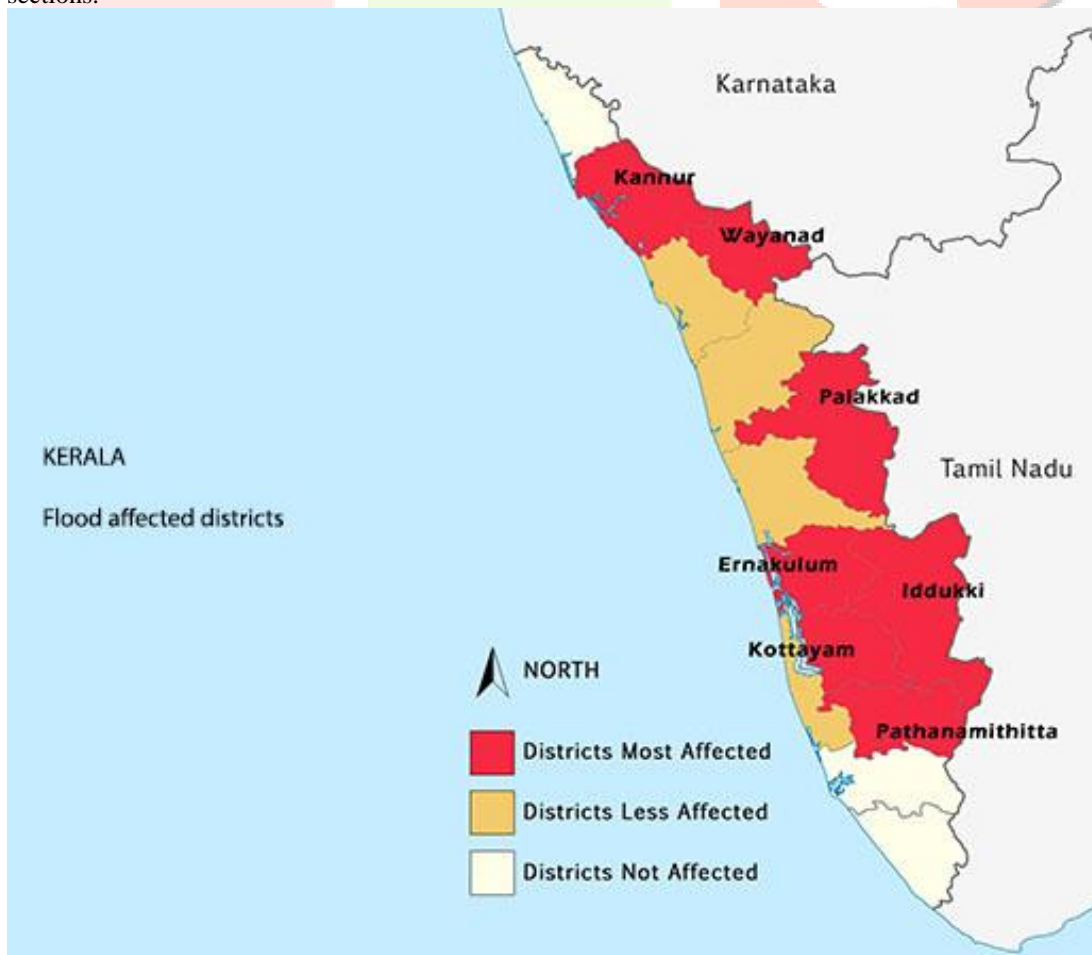 sections.
Karnataka
Kannur
Wayanad
Palakkad
KERALA
Tamil Nadu
Flood affected districts
Ernakulum
Iddukki
Kottayam
NORTH
Pathanamithitta
Districts Most Affected
Districts Less Affected
Districts Not Affected